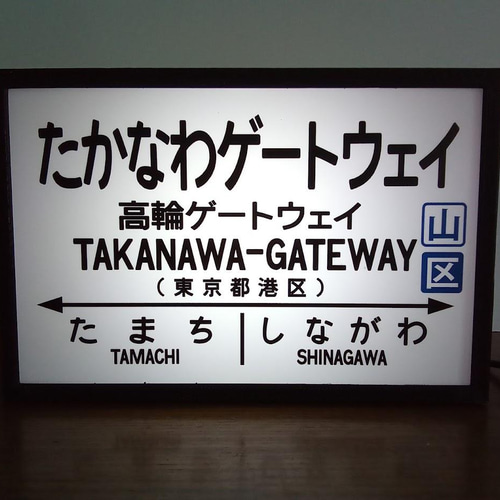 たかなわゲートウェイ
高輪ゲートウェイ
山
TAKANAWA-GATEWAY
区
(東京都港区)
たまち しながわ
TAMACHI SHINAGAWA